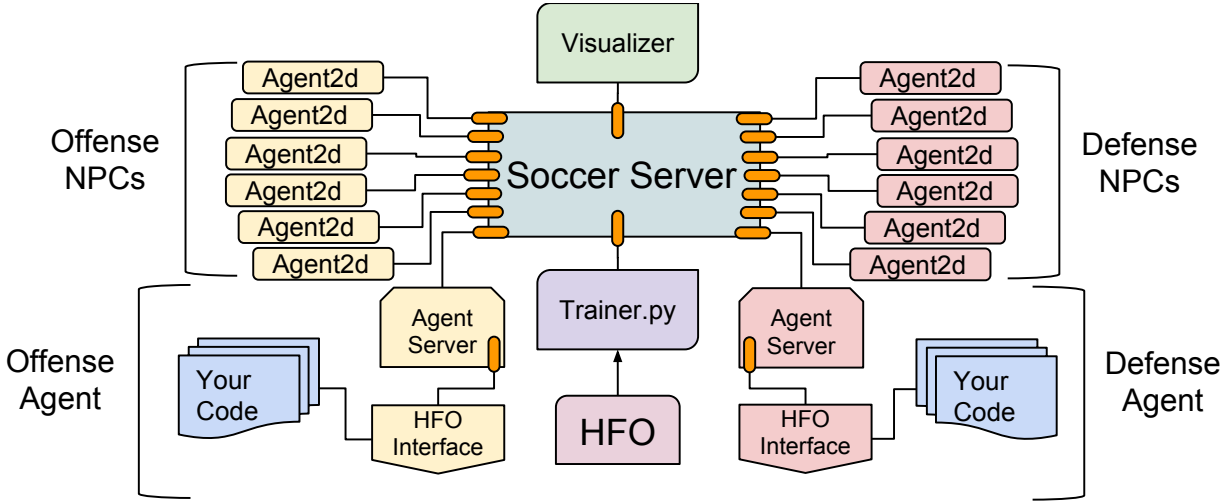 Visualizer
Agent2d
Agent2d
Agent2d
Agent2d
Agent2d
Agent2d
Offense
NPCs
Soccer Server
Agent2d
Agent2d
Agent2d
Agent2d
Agent2d
Agent2d
Defense
NPCs
Offense
Agent
Your
Code
Agent
Server
HFO
Interface
Trainer.py
HFO
Agent
Server
HFO
Interface
Your
Code
Defense
Agent